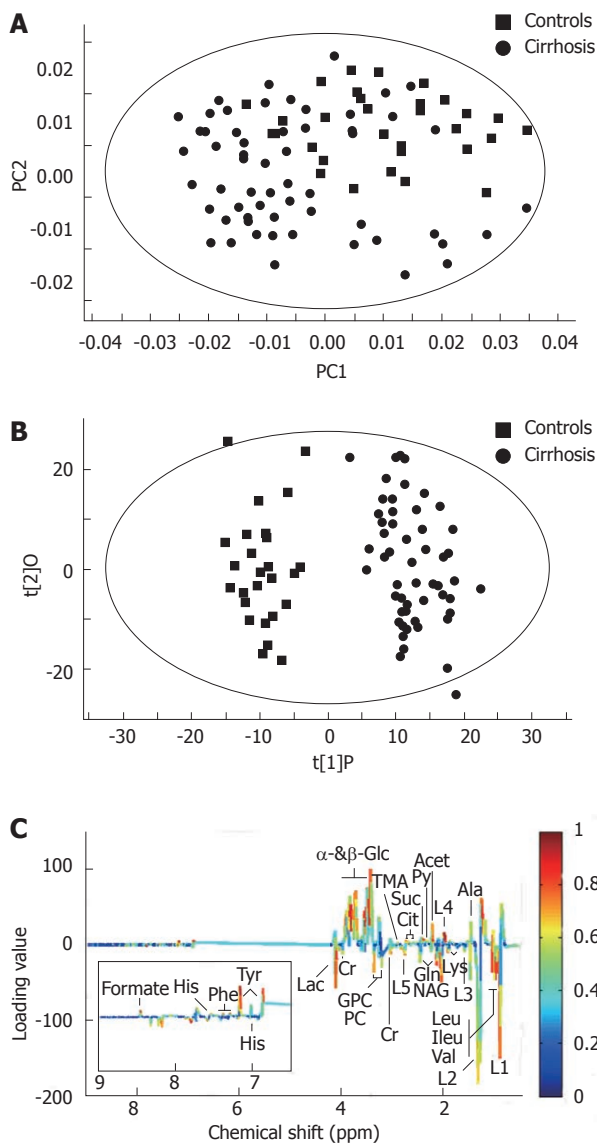 A
Controls
Cirrhosis
0.02
0.01
0.00
-0.01
-0.02
PC2
-0.04 -0.03 -0.02 -0.01 0.00 0.01 0.02 0.03 0.04
PC1
B
Controls
Cirrhosis
20
0
-20
t[2]O
-30 -20 -10 0 10 20 30
t[1]P
C
100
0
-100
-200
Loading value
α-&β-Glc
TMA
Suc
Cit
Py
Acet
L4
Ala
Lac
Cr
GPC
PC
Cr
L5
Gln
NAG
Lys
L3
Leu
Ileu
Val
L2
L1
Formate
His
Phe
Tyr
His
9 8 7
8 6 4 2
Chemical shift (ppm)
1
0.8
0.6
0.4
0.2
0